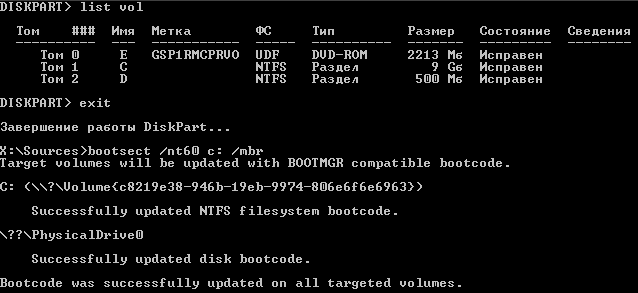 DISKPART> list vol
Том ### Имя Метка ФС Тип Размер Состояние Сведения
---------- --- ----------- ----- ---------- ------- --------- --------
Том 0 E GSP1RMCPRVO UDF DVD-ROM 2213 Мб Исправен
Том 1 C NTFS Раздел 9 Gб Исправен
Том 2 D NTFS Раздел 500 Мб Исправен
DISKPART> exit
Завершение работы DiskPart...
X:\Sources>bootsect /nt60 c: /mbr
Target volumes will be updated with BOOTMGR compatible bootcode.
C: (\\?\Volume{c8219e38-946b-19eb-9974-806e6f6e6963})
Successfully updated NTFS filesystem bootcode.
\??\PhysicalDrive0
Successfully updated disk bootcode.
Bootcode was successfully updated on all targeted volumes.